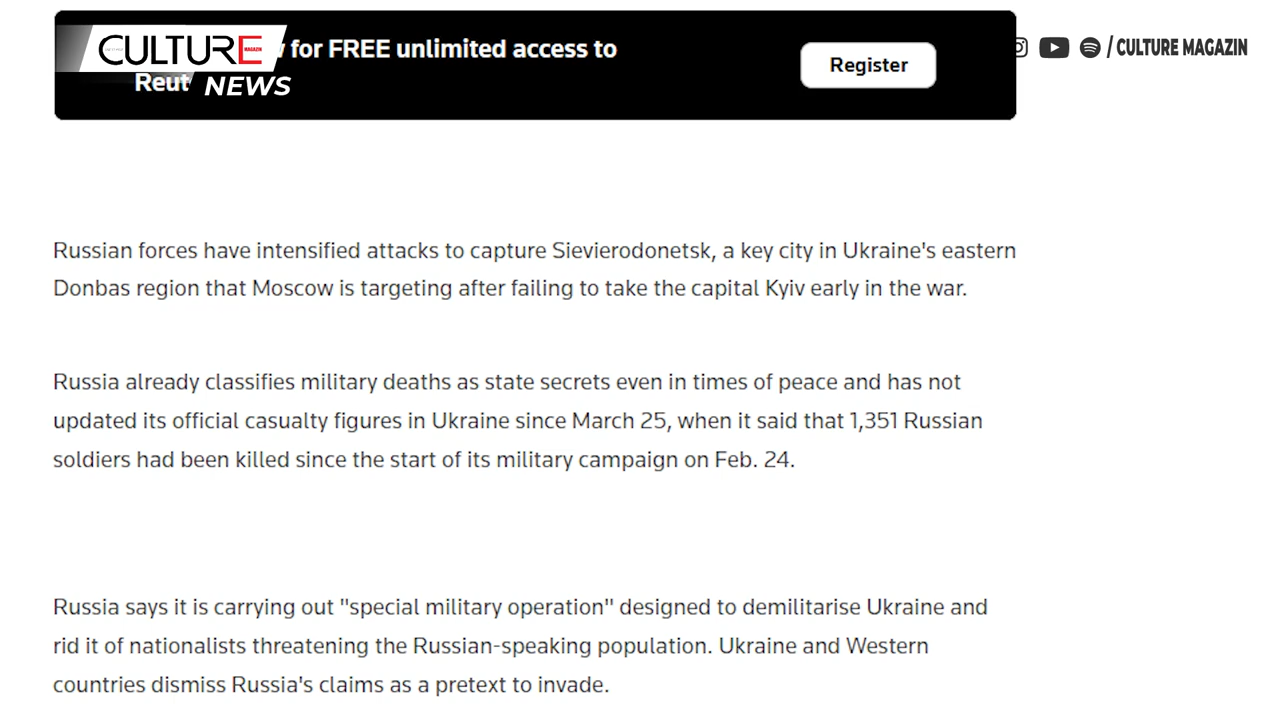 CULTURE
MAGAZIN
NEWS
for FREE unlimited access to
Reut
Register
/ CULTURE MAGAZIN
Russian forces have intensified attacks to capture Sievierodonetsk, a key city in Ukraine's eastern
Donbas region that Moscow is targeting after failing to take the capital Kyiv early in the war.
Russia already classifies military deaths as state secrets even in times of peace and has not
updated its official casualty figures in Ukraine since March 25, when it said that 1,351 Russian
soldiers had been killed since the start of its military campaign on Feb. 24.
Russia says it is carrying out "special military operation" designed to demilitarise Ukraine and
rid it of nationalists threatening the Russian-speaking population. Ukraine and Western
countries dismiss Russia's claims as a pretext to invade.